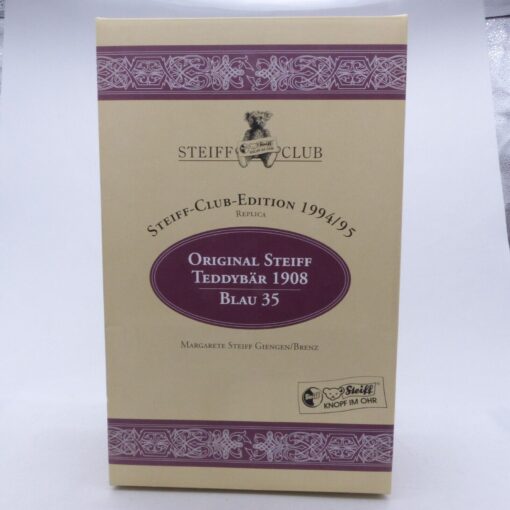 STEIFF CLUB
STEIFF-CLUB-EDITION 1994/95
REPLICA
ORIGINAL STEIFF
TEDDYBÄR 1908
BLAU 35
MARGARETE STEIFF GIENGEN/BRENZ
Steiff
KNOPF IM OHR